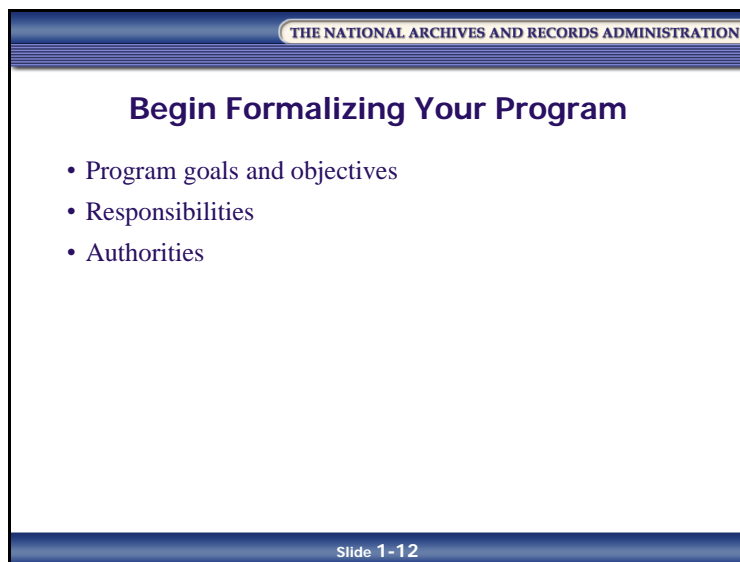 THE NATIONAL ARCHIVES AND RECORDS ADMINISTRATION
Begin Formalizing Your Program
• Program goals and objectives
• Responsibilities
• Authorities
Slide 1-12